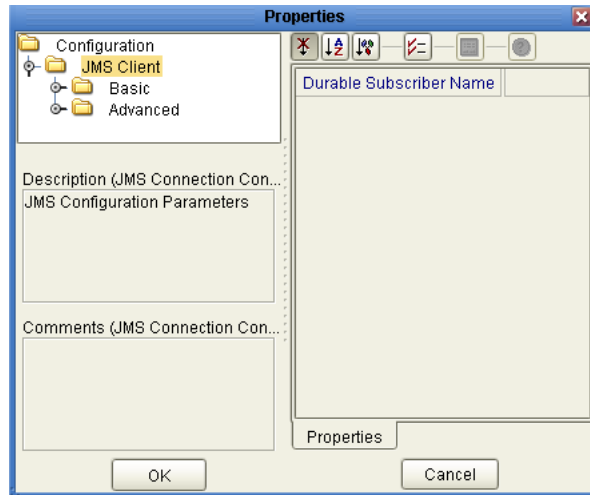 Properties
Configuration
JMS Client
Basic
Advanced
Durable Subscriber Name
Description (JMS Connection Con...
JMS Configuration Parameters
Comments (JMS Connection Con...
Properties
OK
Cancel